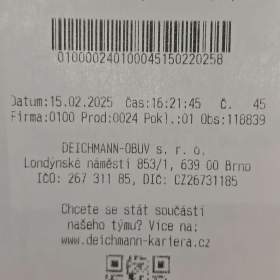 01000024010004515022025​8
Datum:15.02.2025 Čas:16:21:45 Č. 45
Firma:0100 Prod:0024 Pokl.:01 Obs:118839
DEICHMANN-OBUV s. r. o.
Londýnské náměstí 853/1, 639 00 Brno
IČO: 267 311 85, DIČ: CZ26731185
Chcete se stát součástí
našeho týmu? Více na:
www.deichmann-kariera.cz